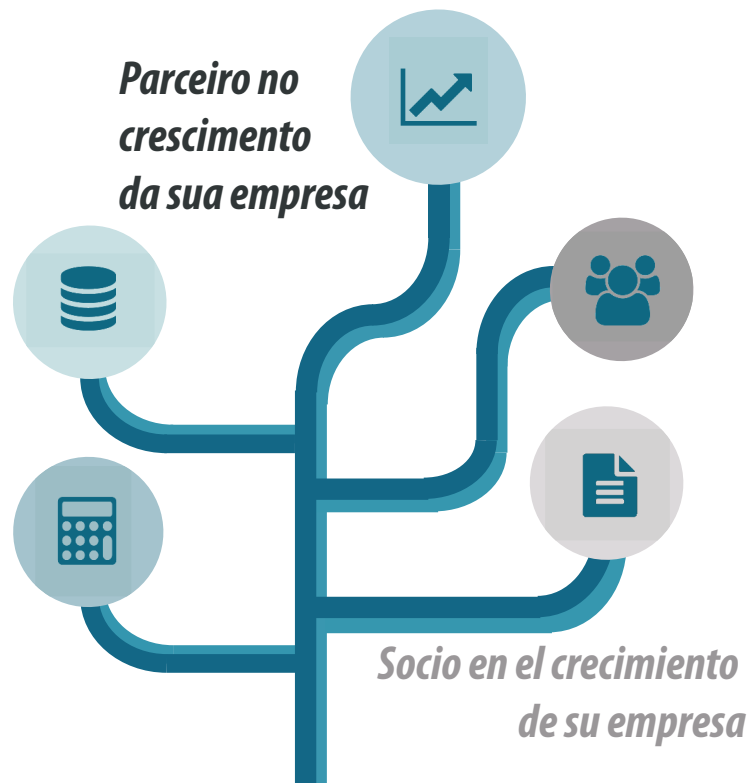 Parceiro no
crescimento
da sua empresa
Socio en el crecimiento
de su empresa